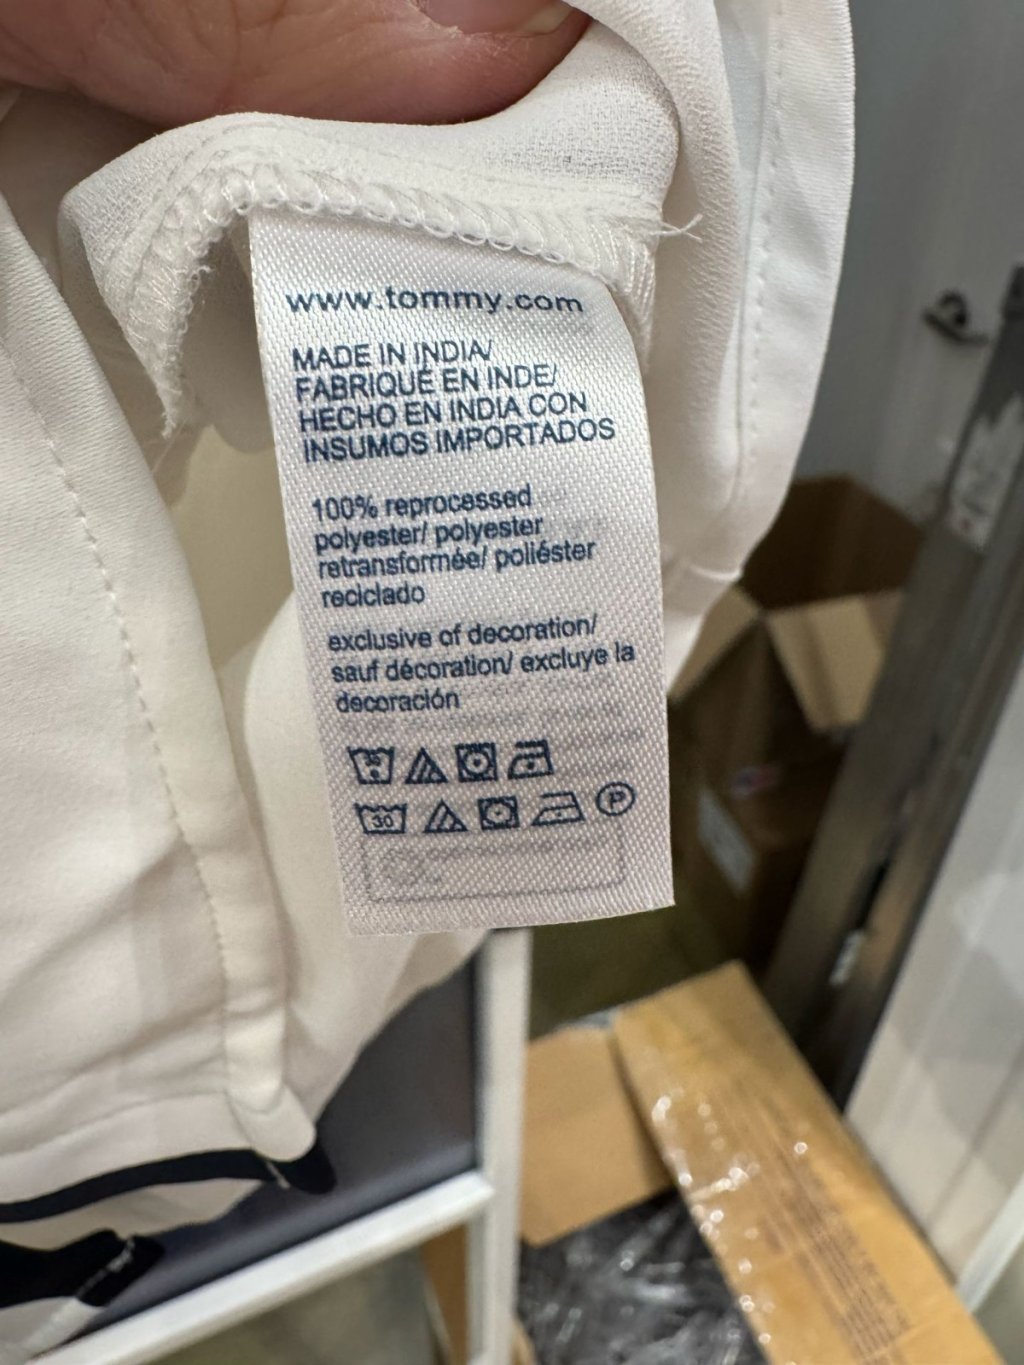 www.tommy.com
MADE IN INDIA/
FABRIQUÉ EN INDE/
HECHO EN INDIA CON
INSUMOS IMPORTADOS
100% reprocessed
polyester/ polyester
retransformée/ poliéster
reciclado
exclusive of decoration/
sauf décoration/ excluye la
decoración
30
30 P